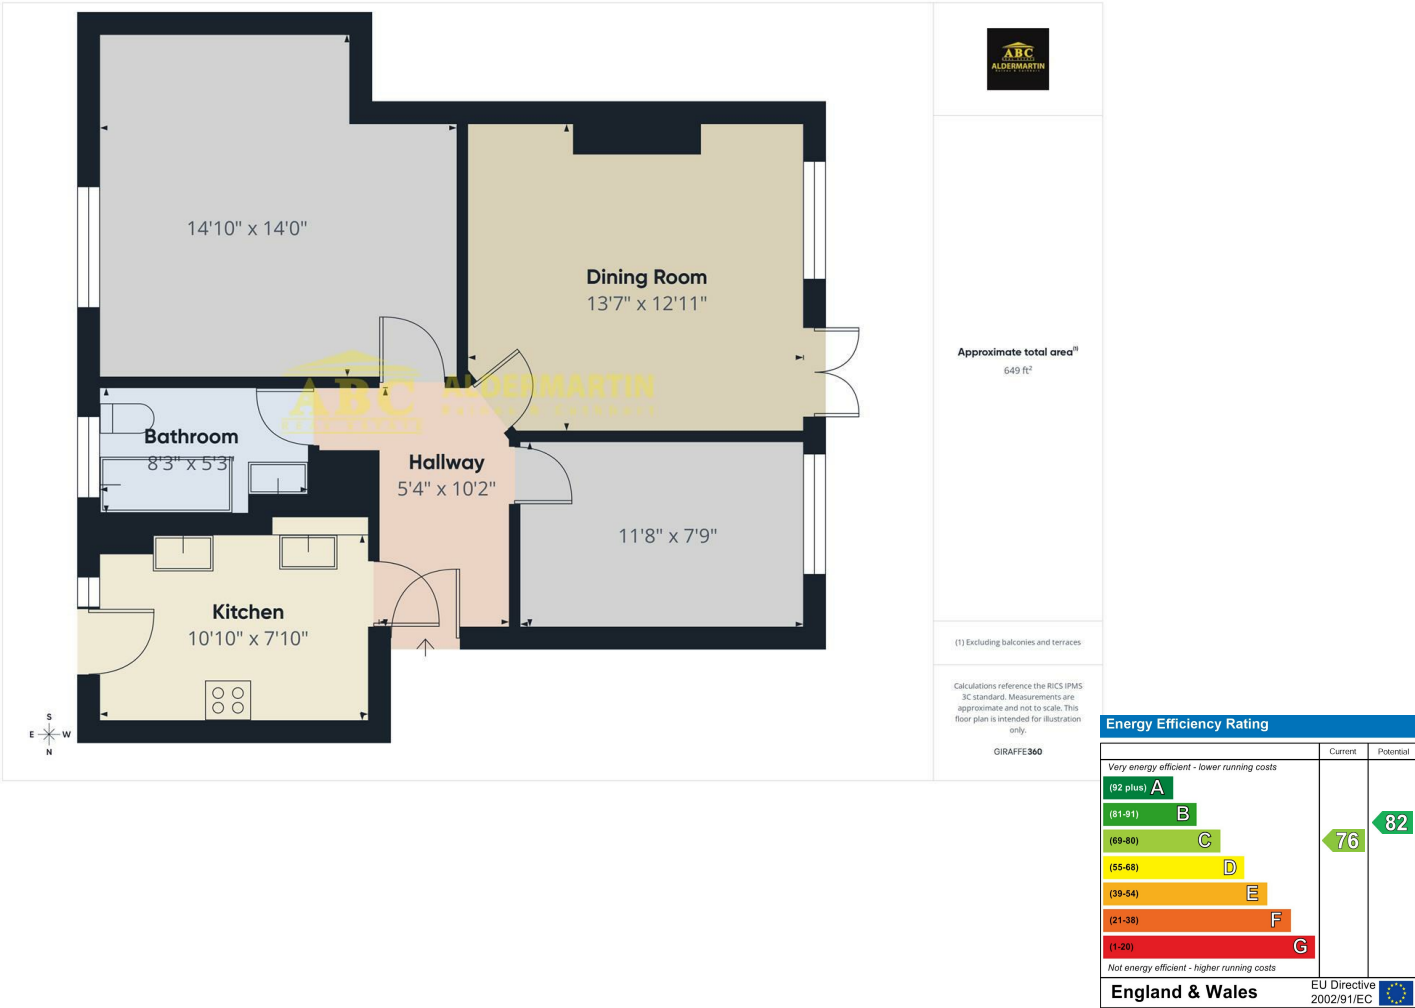 14'10" x 14'0"
Dining Room
13'7" x 12'11"
ABC
ALDERMARTIN
Bathroom
8'3" x 5'3"
Hallway
5'4" x 10'2"
11'8" x 7'9"
Kitchen
10'10" x 7'10"
S
E W
N
ABC
ALDERMARTIN
Approximate total area(1)
649 ft²
(1) Excluding balconies and terraces
Calculations reference the RICS IPMS
3C standard. Measurements are
approximate and not to scale. This
floor plan is intended for illustration
only.
GIRAFFE360
Energy Efficiency Rating
Current Potential
Very energy efficient - lower running costs
(92 plus) A
(81-91) B
(69-80) C
(55-68) D
(39-54) E
(21-38) F
(1-20) G
76
82
Not energy efficient - higher running costs
England & Wales
EU Directive
2002/91/EC